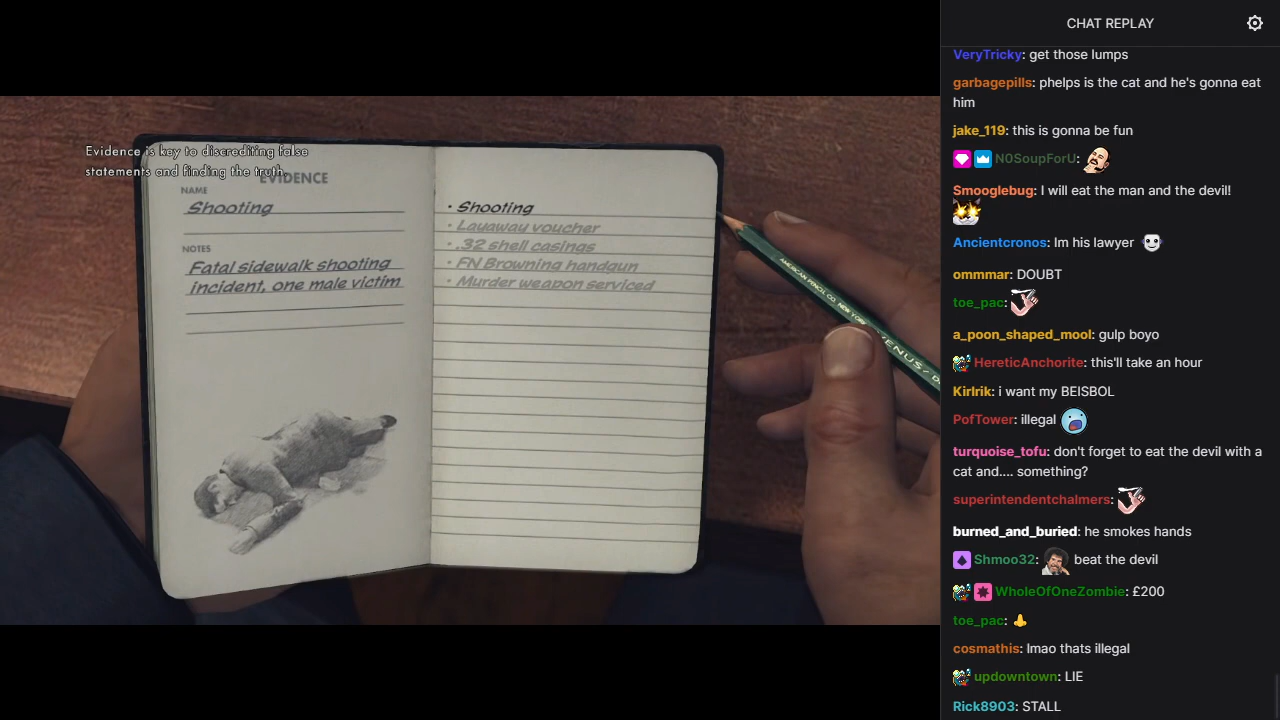 Evidence is key to discrediting false
statements and finding the truth.
EVIDENCE
NAME
Shooting
NOTES
Fatal sidewalk shooting
incident, one male victim
• Shooting
• Layaway voucher
• .32 shell casings
• FN Browning handgun
• Murder weapon serviced
AMERICAN PENCIL CO. NEW YORK
VENUS
CHAT REPLAY
VeryTricky: get those lumps
garbagepills: phelps is the cat and he's gonna eat
him
jake_119: this is gonna be fun
N0SoupForU:
Smooglebug: I will eat the man and the devil!
Ancientcronos: Im his lawyer
ommmar: DOUBT
toe_pac:
a_poon_shaped_mool: gulp boyo
HereticAnchorite: this'll take an hour
Kirlrik: i want my BEISBOL
PofTower: illegal
turquoise_tofu: don't forget to eat the devil with a
cat and.... something?
superintendentchalmers:
burned_and_buried: he smokes hands
Shmoo32: beat the devil
WholeOfOneZombie: £200
toe_pac:
cosmathis: lmao thats illegal
updowntown: LIE
Rick8903: STALL